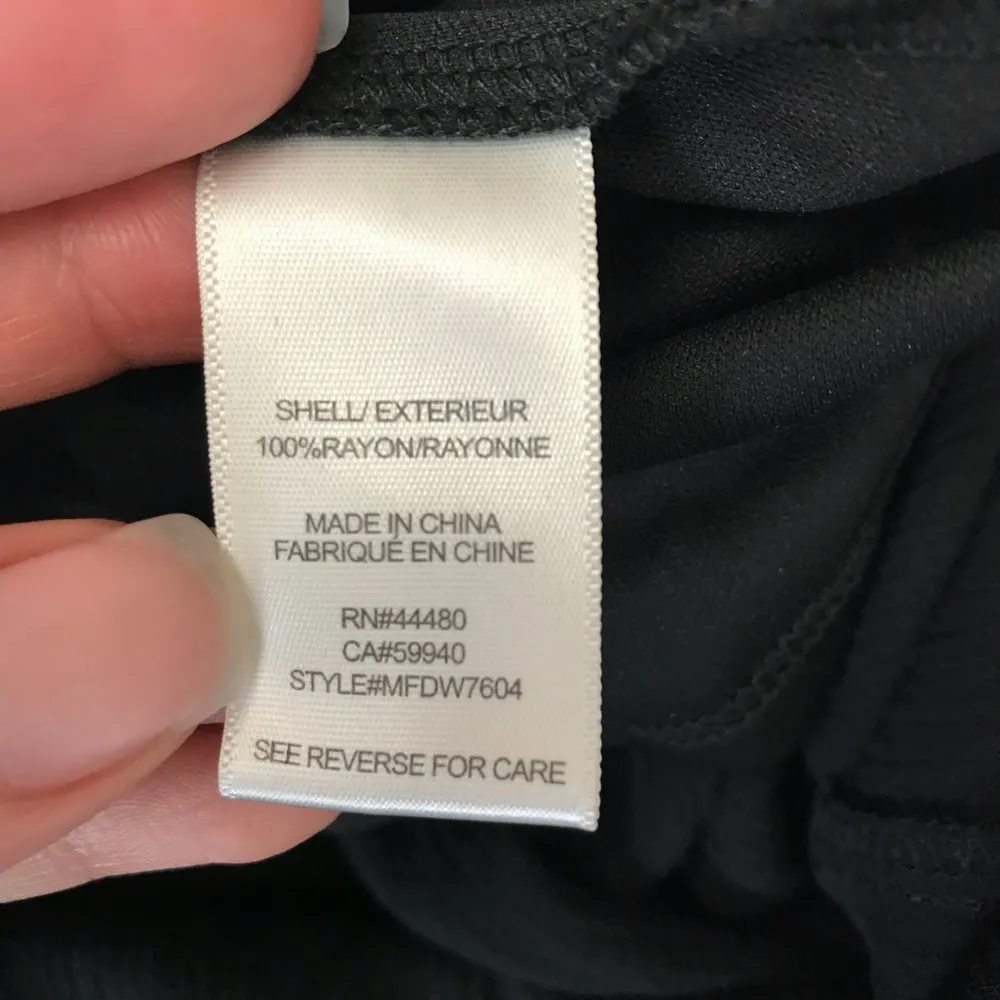 SHELL/ EXTERIEUR
100%RAYON/RAYONNE
MADE IN CHINA
FABRIQUÉ EN CHINE
RN#44480
CA#59940
STYLE#MFDW7604
SEE REVERSE FOR CARE